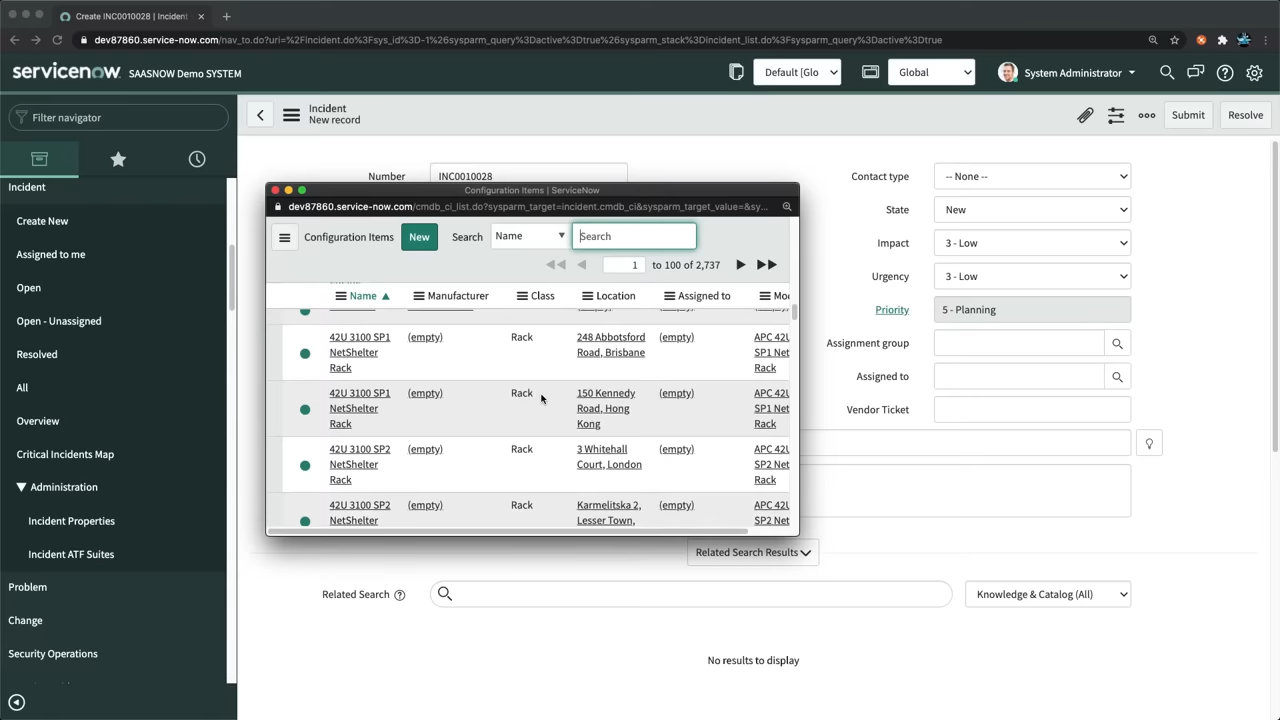 Create INC0010028 | Incident
dev87860.service-now.com/nav_to.do?uri=%2Fincident.do%3Fsys_id%3D-1%26sysparm_query%3Dactive%3Dtrue%26sysparm_stack%3Dincident_list.do%3Fsysparm_query%3Dactive%3Dtrue
servicenow
SAASNOW Demo SYSTEM
Default [Glo
Global
System Administrator
Filter navigator
Incident
Create New
Assigned to me
Open
Open - Unassigned
Resolved
All
Overview
Critical Incidents Map
Administration
Incident Properties
Incident ATF Suites
Problem
Change
Security Operations
Incident
New record
Submit
Resolve
Number
INC0010028
Contact type
-- None --
State
New
Impact
3 - Low
Urgency
3 - Low
Priority
5 - Planning
Assignment group
Assigned to
Vendor Ticket
Configuration Items | ServiceNow
dev87860.service-now.com/cmdb_ci_list.do?sysparm_target=incident.cmdb_ci&sysparm_target_value=&sy...
Configuration Items
New
Search
Name
Search
1 to 100 of 2,737
Name Manufacturer Class Location Assigned to Moc
42U 3100 SP1 (empty) Rack 248 Abbotsford (empty) APC 42U
NetShelter Road, Brisbane SP1 Net
Rack Rack
42U 3100 SP1 (empty) Rack 150 Kennedy (empty) APC 42U
NetShelter Road, Hong SP1 Net
Rack Kong Rack
42U 3100 SP2 (empty) Rack 3 Whitehall (empty) APC 42U
NetShelter Court, London SP2 Net
Rack Rack
42U 3100 SP2 (empty) Rack Karmelitska 2, (empty) APC 42U
NetShelter Lesser Town, SP2 Net
Related Search Results
Related Search
Knowledge & Catalog (All)
No results to display